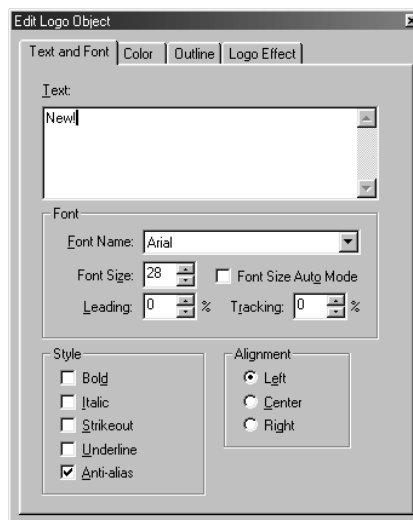 Edit Logo Object
Text and Font Color Outline Logo Effect
Text:
New!
Font
Font Name: Arial
Font Size: 28 Font Size Auto Mode
Leading: 0 % Tracking: 0 %
Style Alignment
Bold Left
Italic Center
Strikeout Right
Underline
Anti-alias